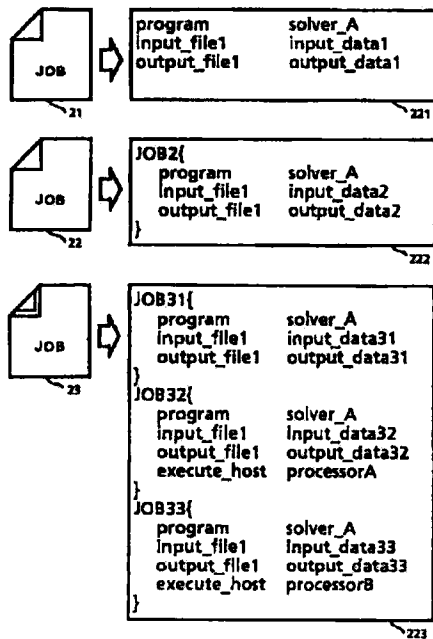 JOB
21
program solver_A
input_file1 input_data1
output_file1 output_data1
221
JOB
22
JOB2{
program solver_A
input_file1 input_data2
output_file1 output_data2
}
222
JOB
23
JOB31{
program solver_A
input_file1 input_data31
output_file1 output_data31
}
JOB32{
program solver_A
input_file1 input_data32
output_file1 output_data32
execute_host processorA
}
JOB33{
program solver_A
input_file1 input_data33
output_file1 output_data33
execute_host processorB
}
223